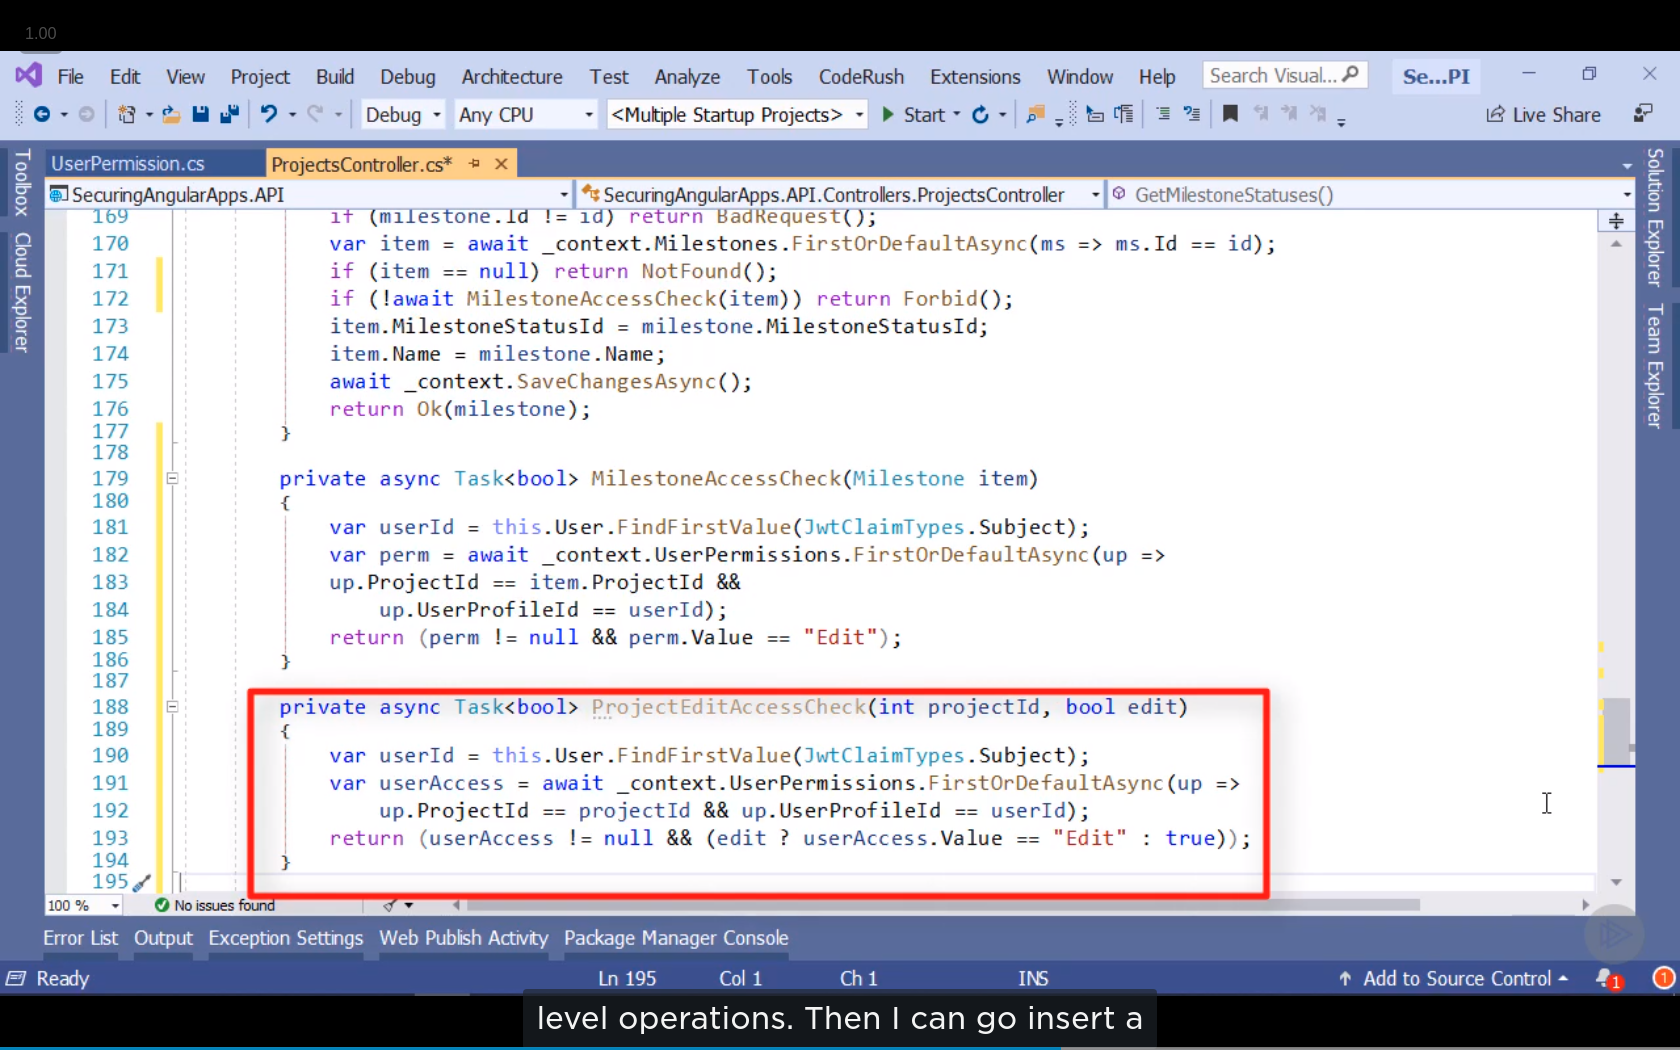 1.00
File Edit View Project Build Debug Architecture Test Analyze Tools CodeRush Extensions Window Help Search Visual... Se...PI
Debug Any CPU <Multiple Startup Projects> Start Live Share
UserPermission.cs ProjectsController.cs*
SecuringAngularApps.API SecuringAngularApps.API.Controllers.ProjectsController GetMilestoneStatuses()
Toolbox
Cloud Explorer
Solution Explorer
Team Explorer
169 if (milestone.Id != id) return BadRequest();
170 var item = await _context.Milestones.FirstOrDefaultAsync(ms => ms.Id == id);
171 if (item == null) return NotFound();
172 if (!await MilestoneAccessCheck(item)) return Forbid();
173 item.MilestoneStatusId = milestone.MilestoneStatusId;
174 item.Name = milestone.Name;
175 await _context.SaveChangesAsync();
176 return Ok(milestone);
177 }
178
179 private async Task<bool> MilestoneAccessCheck(Milestone item)
180 {
181 var userId = this.User.FindFirstValue(JwtClaimTypes.Subject);
182 var perm = await _context.UserPermissions.FirstOrDefaultAsync(up =>
183 up.ProjectId == item.ProjectId &&
184 up.UserProfileId == userId);
185 return (perm != null && perm.Value == "Edit");
186 }
187
188 private async Task<bool> ProjectEditAccessCheck(int projectId, bool edit)
189 {
190 var userId = this.User.FindFirstValue(JwtClaimTypes.Subject);
191 var userAccess = await _context.UserPermissions.FirstOrDefaultAsync(up =>
192 up.ProjectId == projectId && up.UserProfileId == userId);
193 return (userAccess != null && (edit ? userAccess.Value == "Edit" : true));
194 }
195
100 % No issues found
Error List Output Exception Settings Web Publish Activity Package Manager Console
Ready Ln 195 Col 1 Ch 1 INS Add to Source Control 1 1
level operations. Then I can go insert a